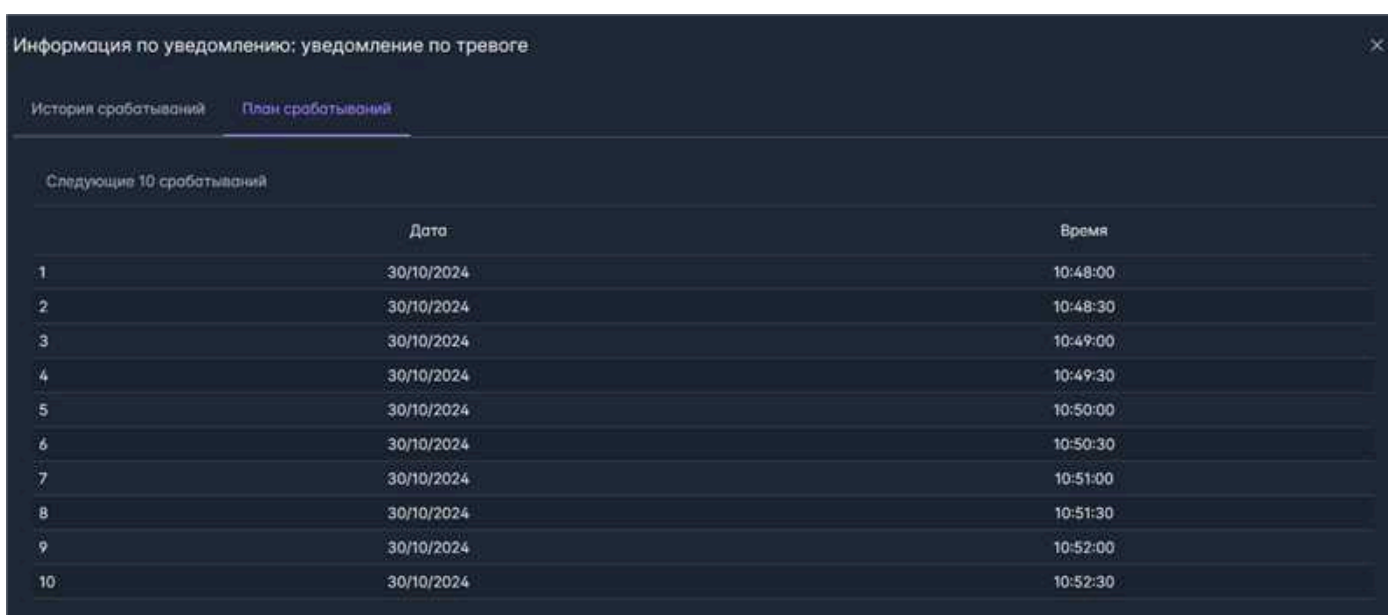 Информация по уведомлению: уведомление по тревоге ×
История срабатываний План срабатываний
Следующие 10 срабатываний
Дата Время
1 30/10/2024 10:48:00
2 30/10/2024 10:48:30
3 30/10/2024 10:49:00
4 30/10/2024 10:49:30
5 30/10/2024 10:50:00
6 30/10/2024 10:50:30
7 30/10/2024 10:51:00
8 30/10/2024 10:51:30
9 30/10/2024 10:52:00
10 30/10/2024 10:52:30